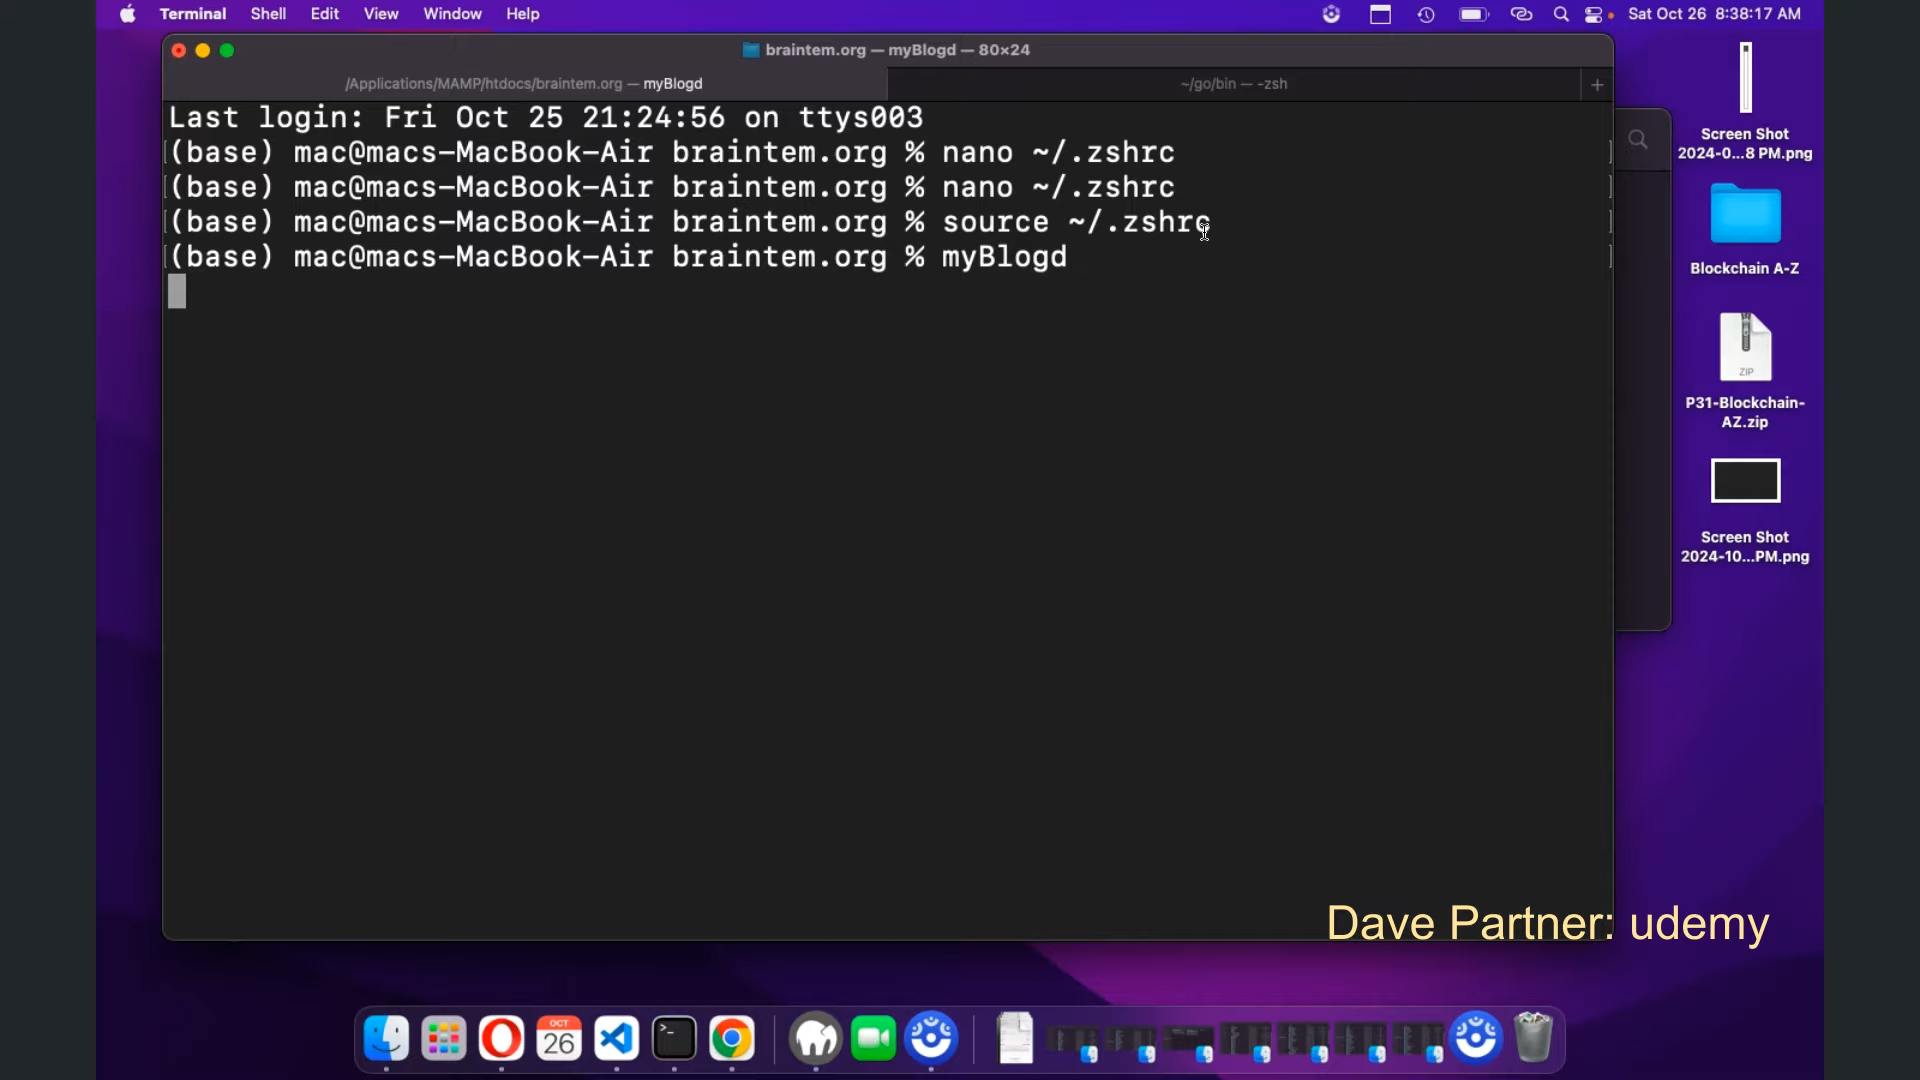 Terminal Shell Edit View Window Help Sat Oct 26 8:38:17 AM
braintem.org — myBlogd — 80×24
/Applications/MAMP/htdocs/braintem.org — myBlogd
~/go/bin — -zsh
+
Last login: Fri Oct 25 21:24:56 on ttys003
(base) mac@macs-MacBook-Air braintem.org % nano ~/.zshrc
(base) mac@macs-MacBook-Air braintem.org % nano ~/.zshrc
(base) mac@macs-MacBook-Air braintem.org % source ~/.zshrc
(base) mac@macs-MacBook-Air braintem.org % myBlogd
Screen Shot
2024-0...8 PM.png
Blockchain A-Z
ZIP
P31-Blockchain-
AZ.zip
Screen Shot
2024-10...PM.png
Dave Partner: udemy
OCT
26